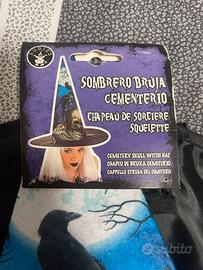 SOMBRERO BRUJA
CEMENTERIO
CHAPEAU DE SORCIERE
SQUELETTE
CEMETERY SKULL WITCH HAT
CHAPÉU DE BRUXA CEMITÉRIO
CAPPELLO STREGA DEL CIMITERO
subito